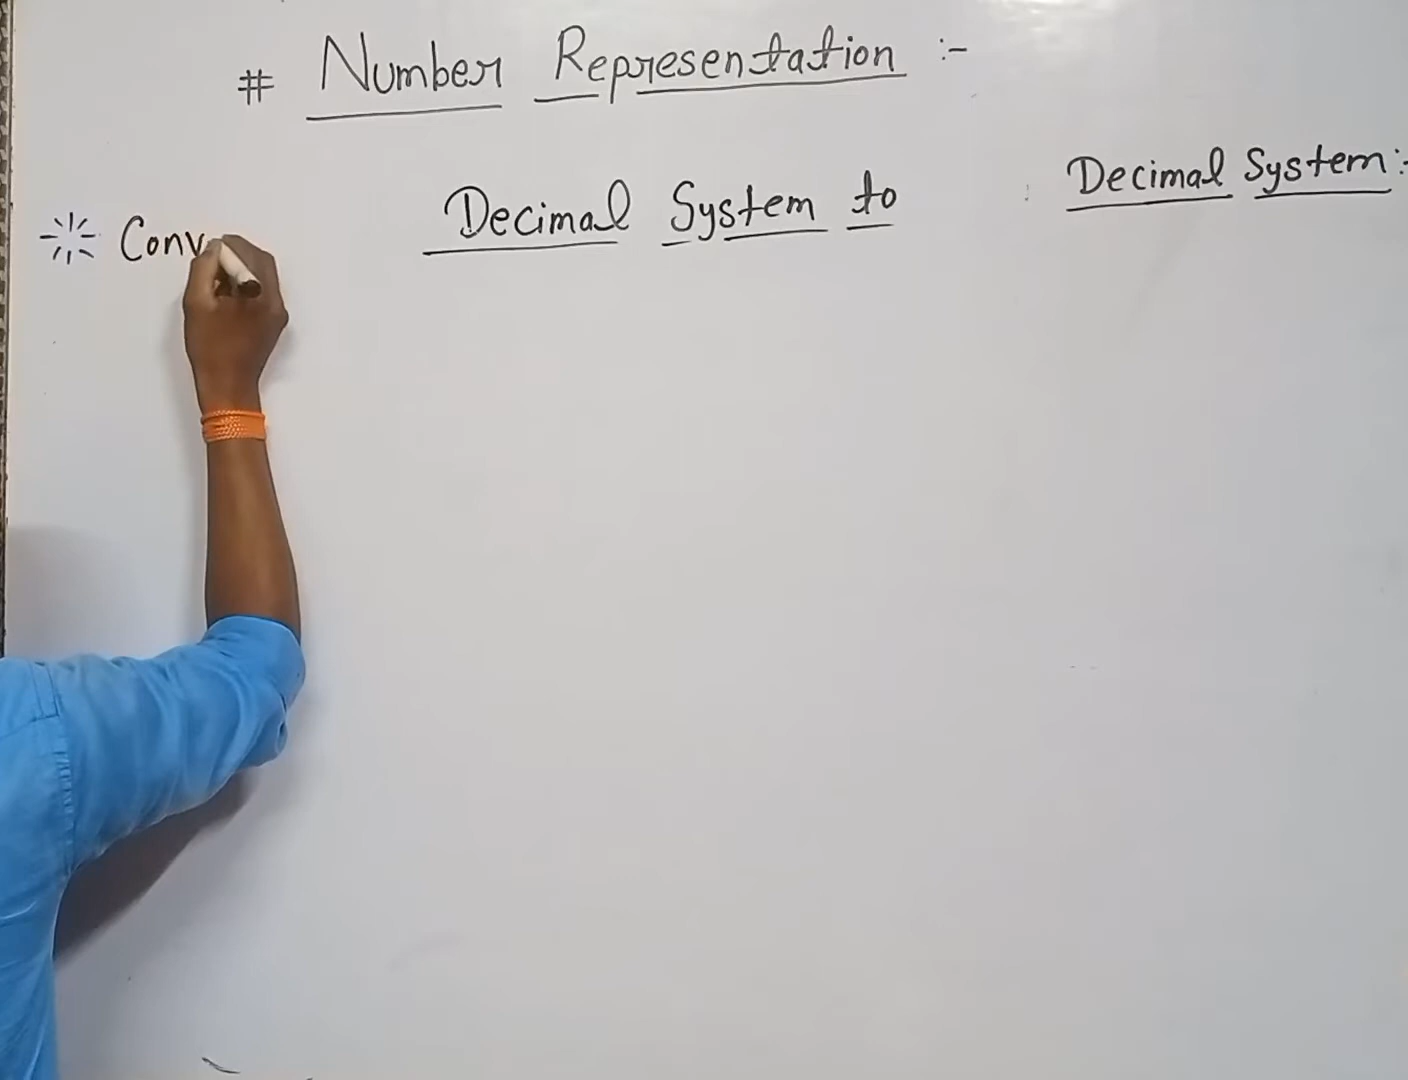 # Number Representation :-
Conv Decimal System to Decimal System :-